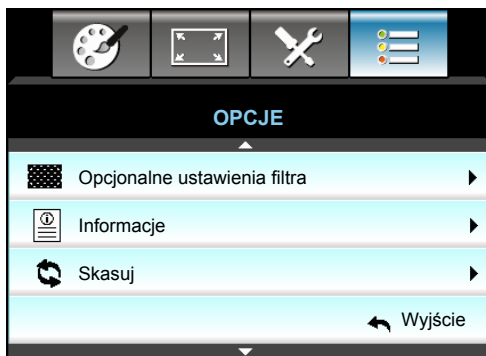 OPCJE
Opcjonalne ustawienia filtra
Informacje
Skasuj
Wyjście